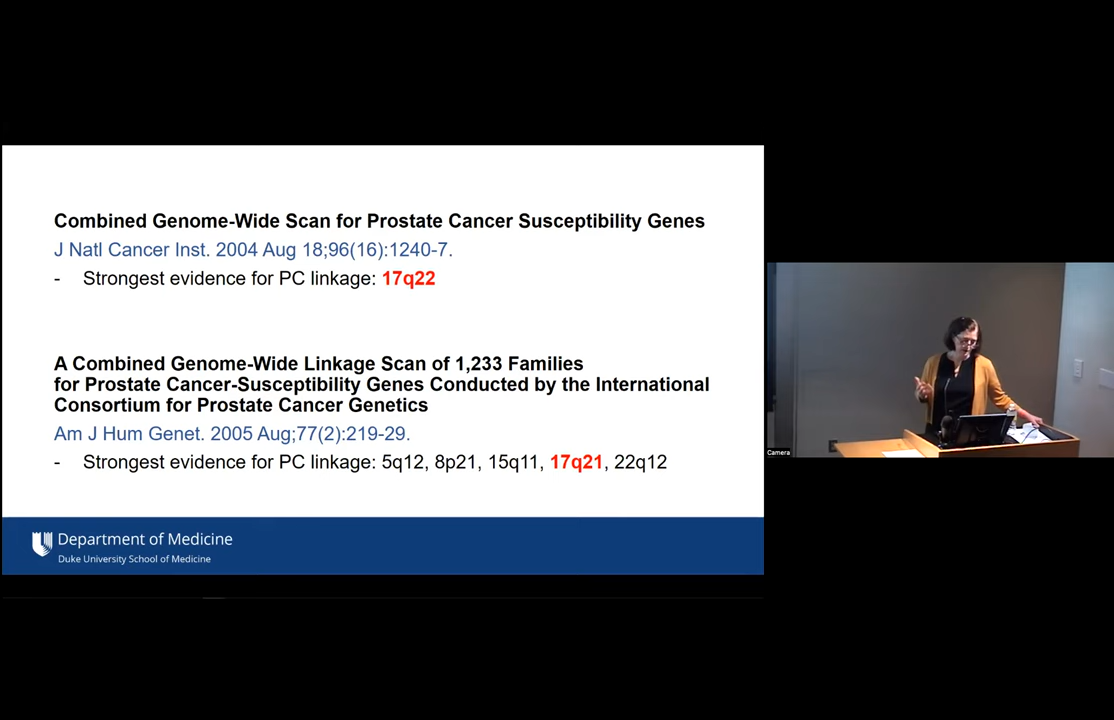 Combined Genome-Wide Scan for Prostate Cancer Susceptibility Genes
J Natl Cancer Inst. 2004 Aug 18;96(16):1240-7.
- Strongest evidence for PC linkage: 17q22
A Combined Genome-Wide Linkage Scan of 1,233 Families
for Prostate Cancer-Susceptibility Genes Conducted by the International
Consortium for Prostate Cancer Genetics
Am J Hum Genet. 2005 Aug;77(2):219-29.
- Strongest evidence for PC linkage: 5q12, 8p21, 15q11, 17q21, 22q12
Department of Medicine
Duke University School of Medicine
Camera